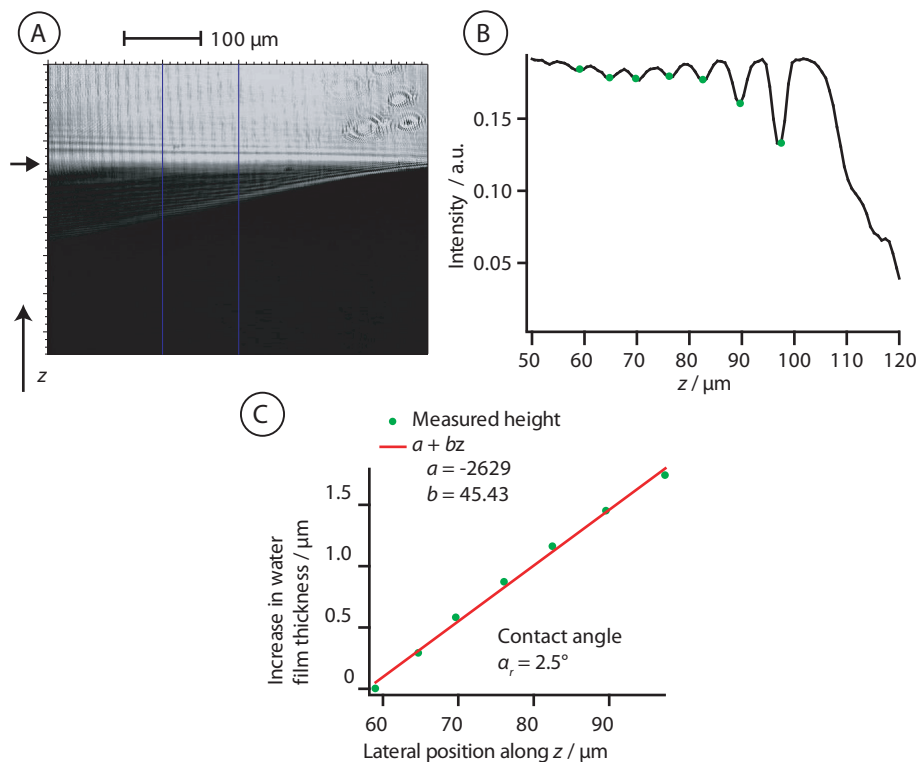 A
100 μm
z
B
Intensity / a.u.
0.15
0.10
0.05
50 60 70 80 90 100 110 120
z / μm
C
Measured height
a + bz
a = -2629
b = 45.43
Increase in water
film thickness / μm
1.5
1.0
0.5
0
Contact angle
αr = 2.5°
60 70 80 90
Lateral position along z / μm